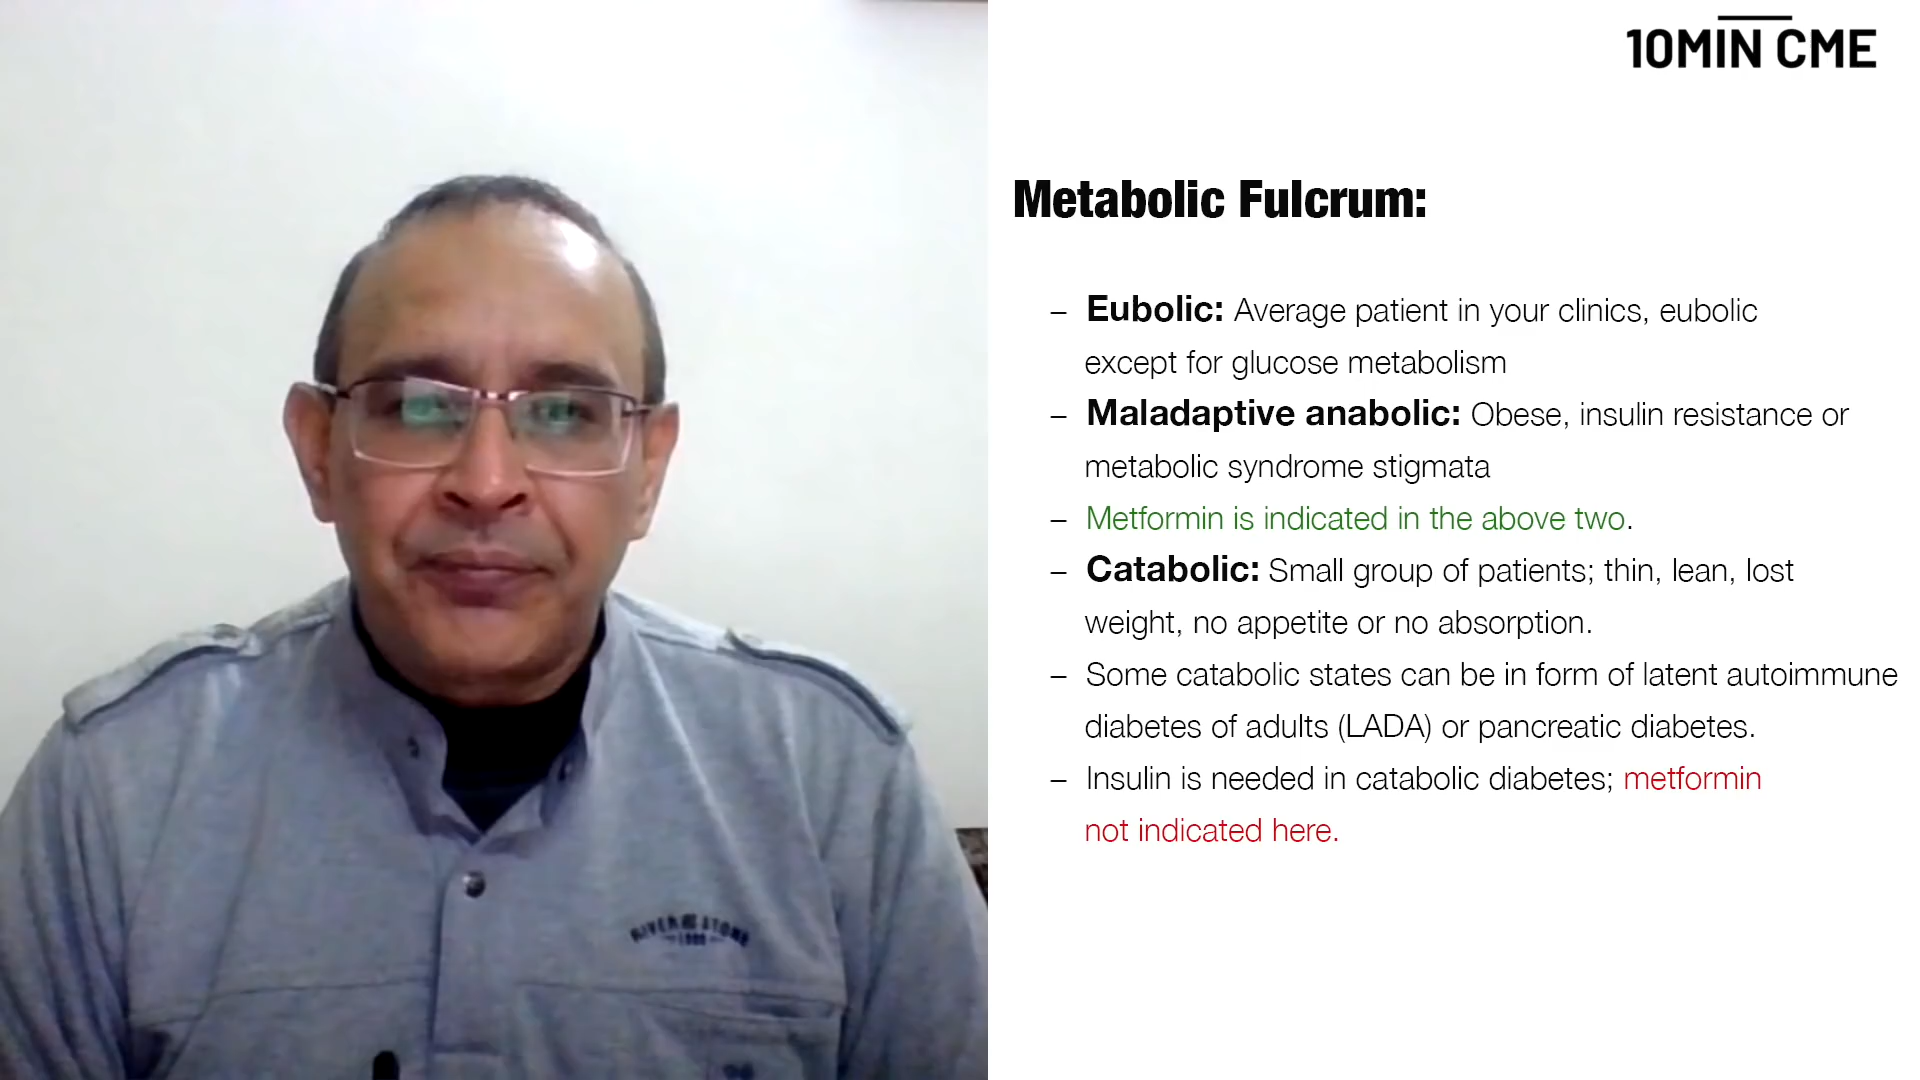 10MIN CME
Metabolic Fulcrum:
– Eubolic: Average patient in your clinics, eubolic
except for glucose metabolism
– Maladaptive anabolic: Obese, insulin resistance or
metabolic syndrome stigmata
– Metformin is indicated in the above two.
– Catabolic: Small group of patients; thin, lean, lost
weight, no appetite or no absorption.
– Some catabolic states can be in form of latent autoimmune
diabetes of adults (LADA) or pancreatic diabetes.
– Insulin is needed in catabolic diabetes; metformin
not indicated here.